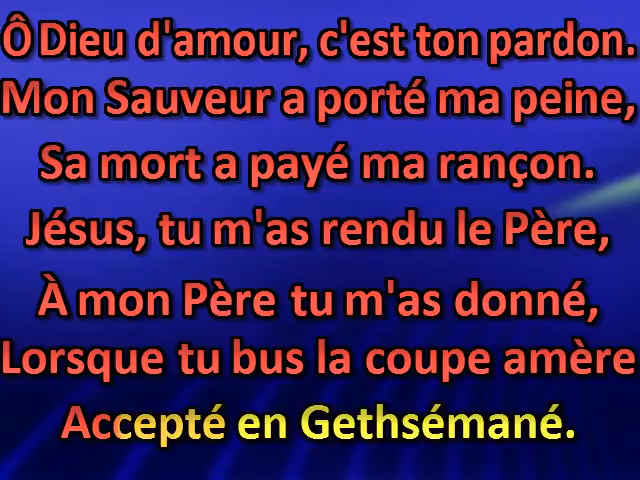 Ô Dieu d'amour, c'est ton pardon.
Mon Sauveur a porté ma peine,
Sa mort a payé ma rançon.
Jésus, tu m'as rendu le Père,
À mon Père tu m'as donné,
Lorsque tu bus la coupe amère
Accepté en Gethsémané.